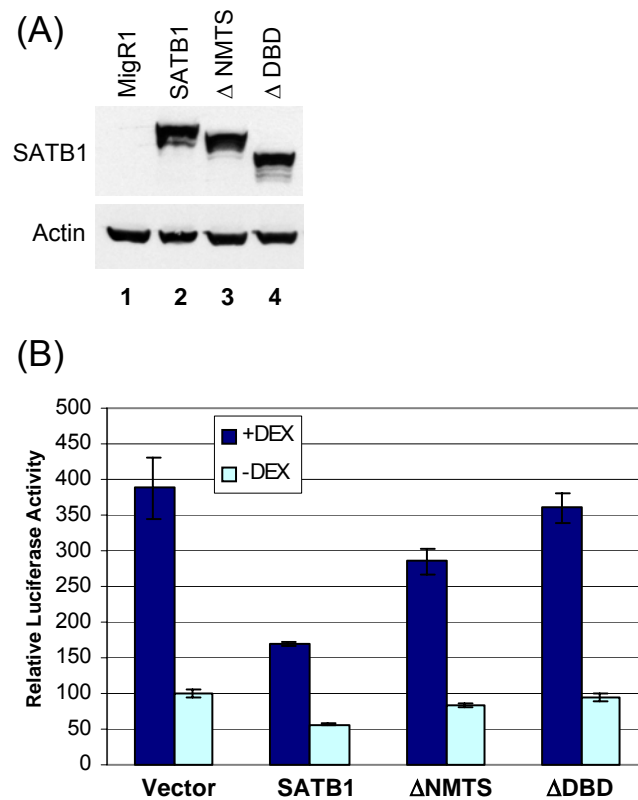 (A)
MigR1
SATB1
Δ NMTS
Δ DBD
SATB1
Actin
1 2 3 4
(B)
500
450
400
350
300
250
200
150
100
50
0
Relative Luciferase Activity
+DEX
-DEX
Vector SATB1 ΔNMTS ΔDBD